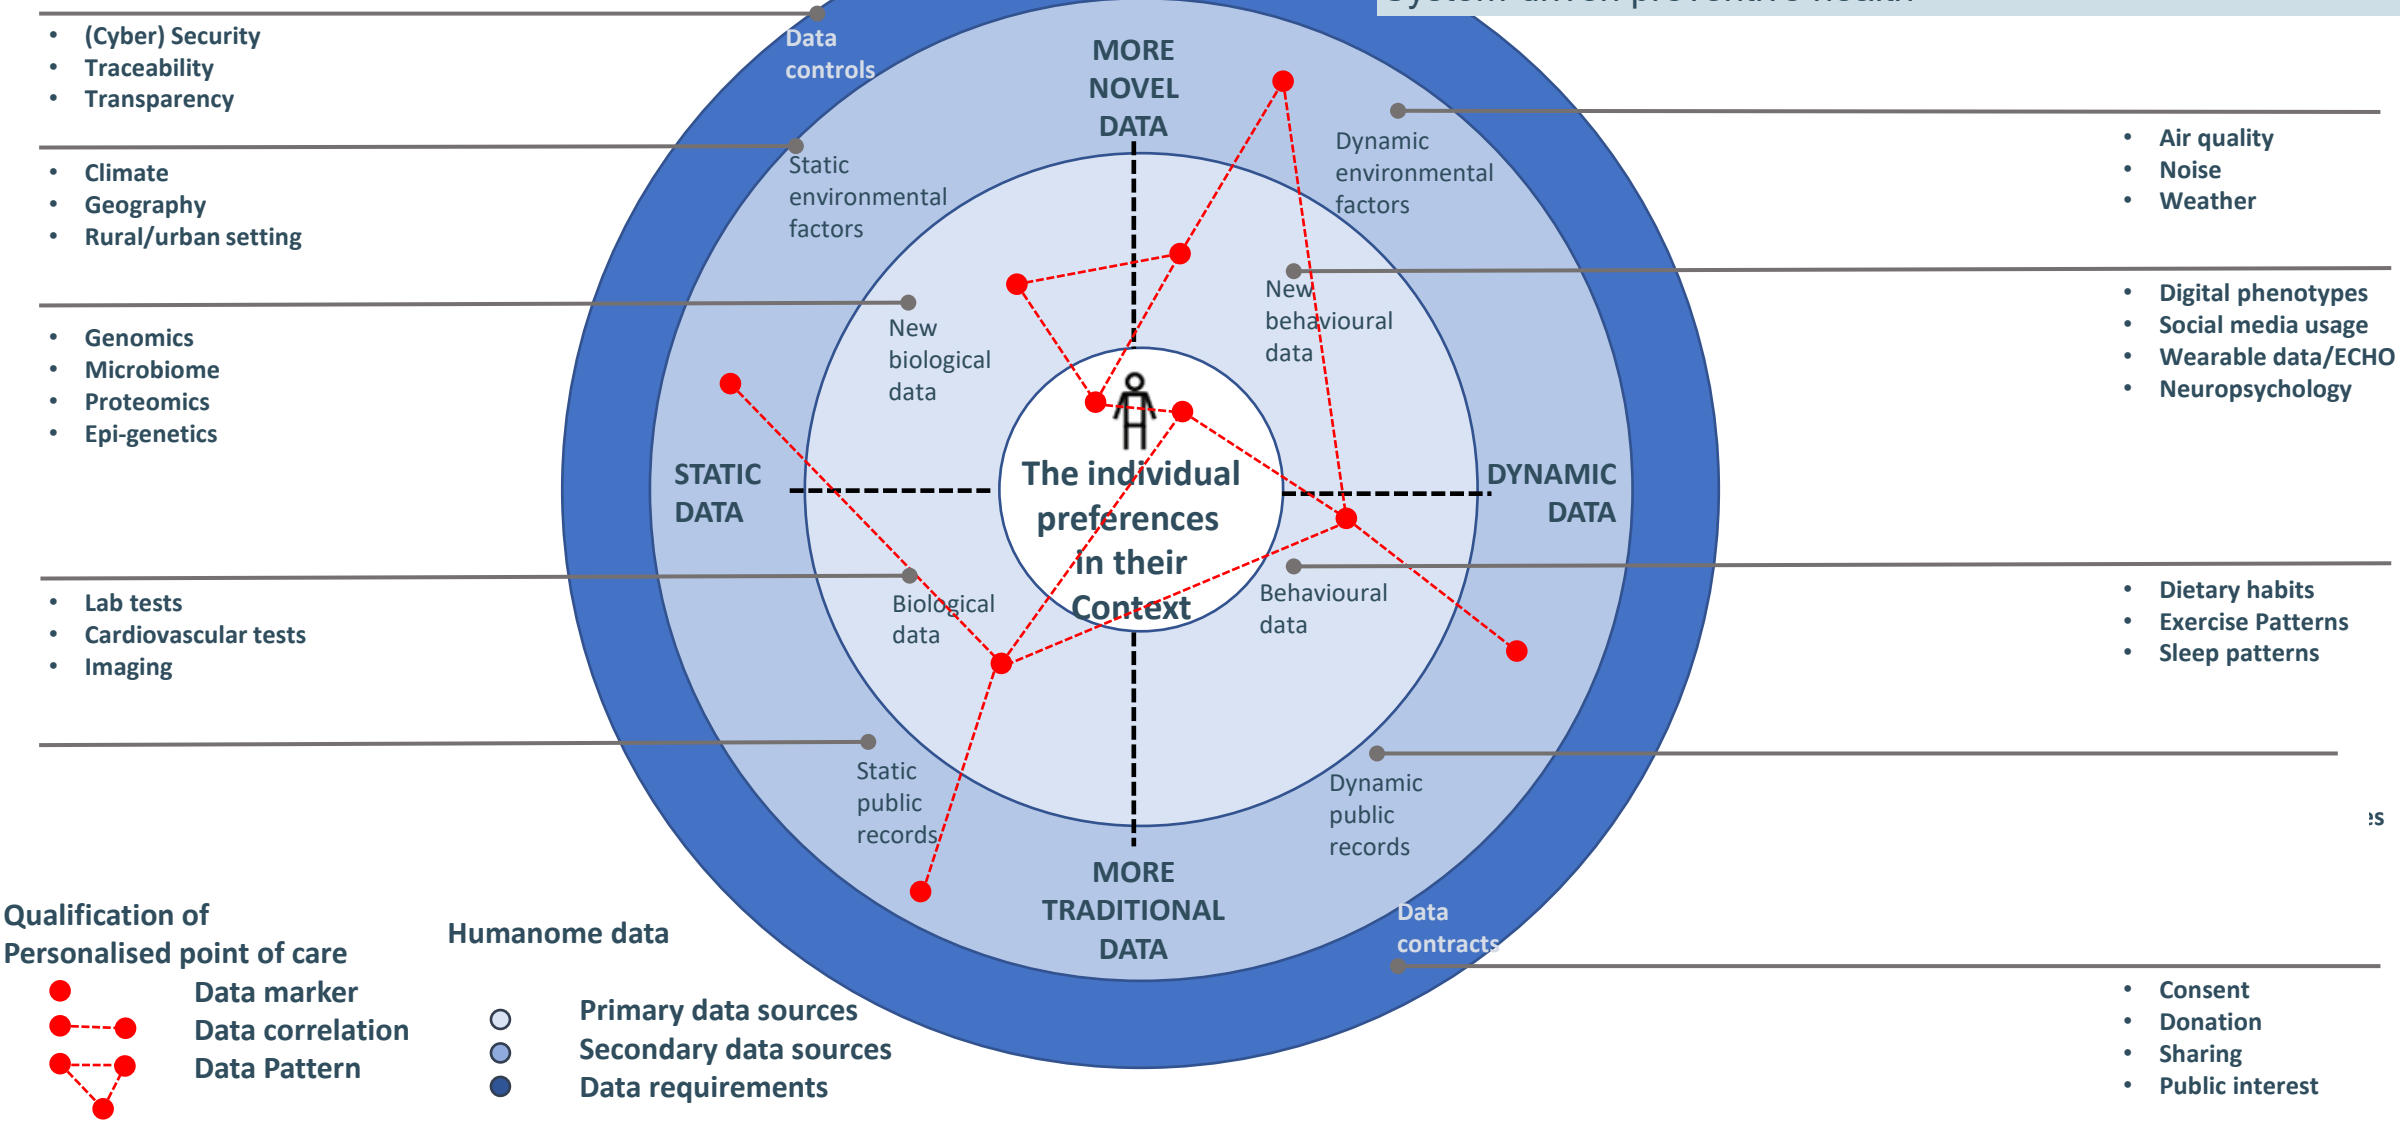 (Cyber) Security
Traceability
Transparency
Climate
Geography
Rural/urban setting
Genomics
Microbiome
Proteomics
Epi-genetics
Lab tests
Cardiovascular tests
Imaging
Data
controls
Static
environmental
factors
New
biological
data
STATIC
DATA
Biological
data
Static
public
records
MORE
NOVEL
DATA
The individual
preferences
in their
Context
MORE
TRADITIONAL
DATA
Dynamic
environmental
factors
New
behavioural
data
DYNAMIC
DATA
Behavioural
data
Dynamic
public
records
Data
contracts
Air quality
Noise
Weather
Digital phenotypes
Social media usage
Wearable data/ECHO
Neuropsychology
Dietary habits
Exercise Patterns
Sleep patterns
Consent
Donation
Sharing
Public interest
Qualification of
Personalised point of care
Data marker
Data correlation
Data Pattern
Humanome data
Primary data sources
Secondary data sources
Data requirements